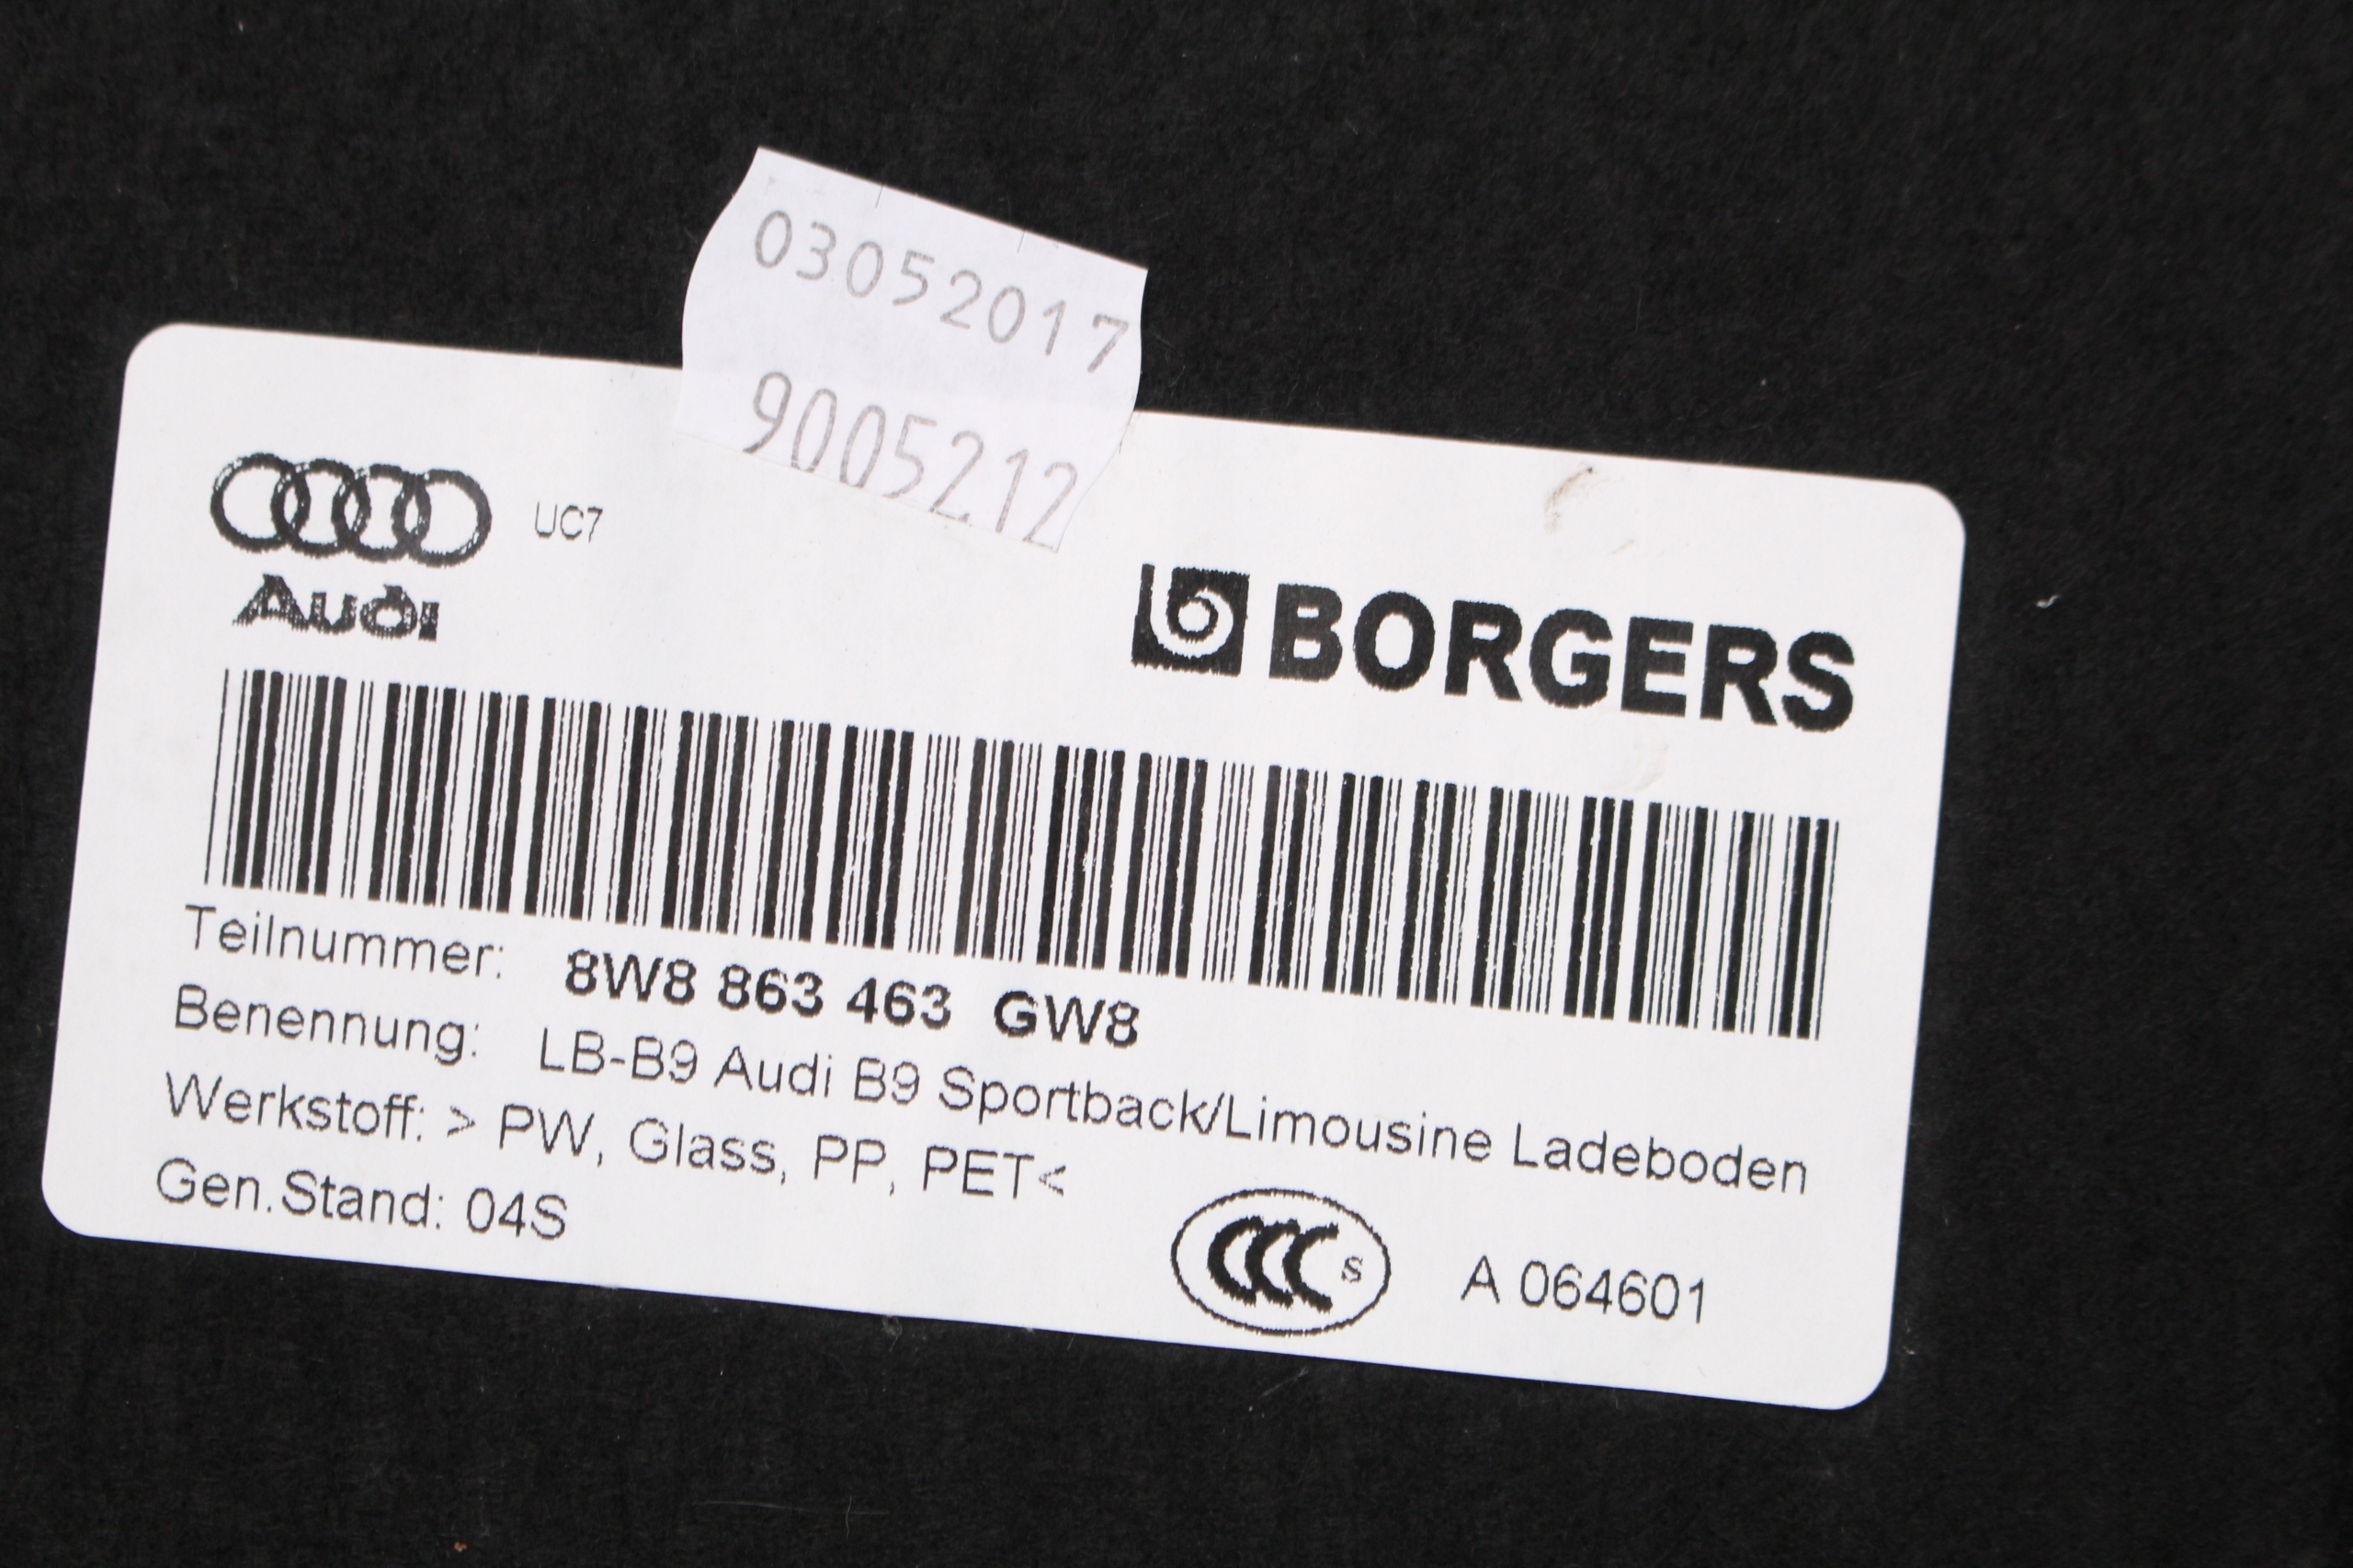 03052017
9005212
UC7
Audi
BORGERS
Teilnummer: 8W8 863 463 GW8
Benennung: LB-B9 Audi B9 Sportback/Limousine Ladeboden
Werkstoff: > PW, Glass, PP, PET<
Gen.Stand: 04S
CCC S A 064601